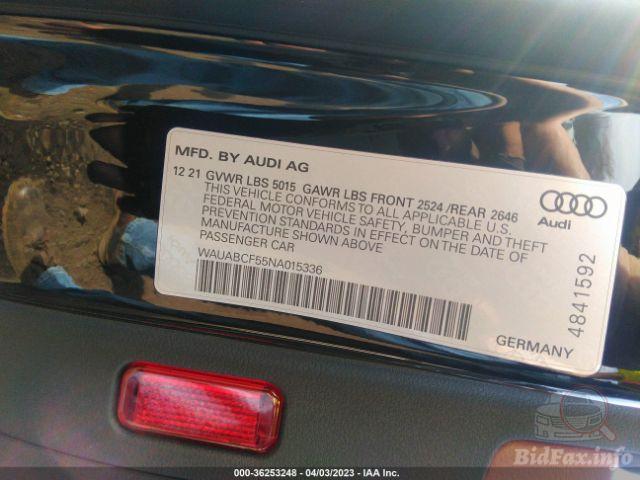 MFD. BY AUDI AG
12 21 GVWR LBS 5015 GAWR LBS FRONT 2524 /REAR 2646
THIS VEHICLE CONFORMS TO ALL APPLICABLE U.S.
FEDERAL MOTOR VEHICLE SAFETY, BUMPER AND THEFT
PREVENTION STANDARDS IN EFFECT ON THE DATE OF
MANUFACTURE SHOWN ABOVE
PASSENGER CAR
WAUABCF55NA015336
Audi
4841592
GERMANY
BidFax.info
000-36253248 - 04/03/2023 - IAA Inc.